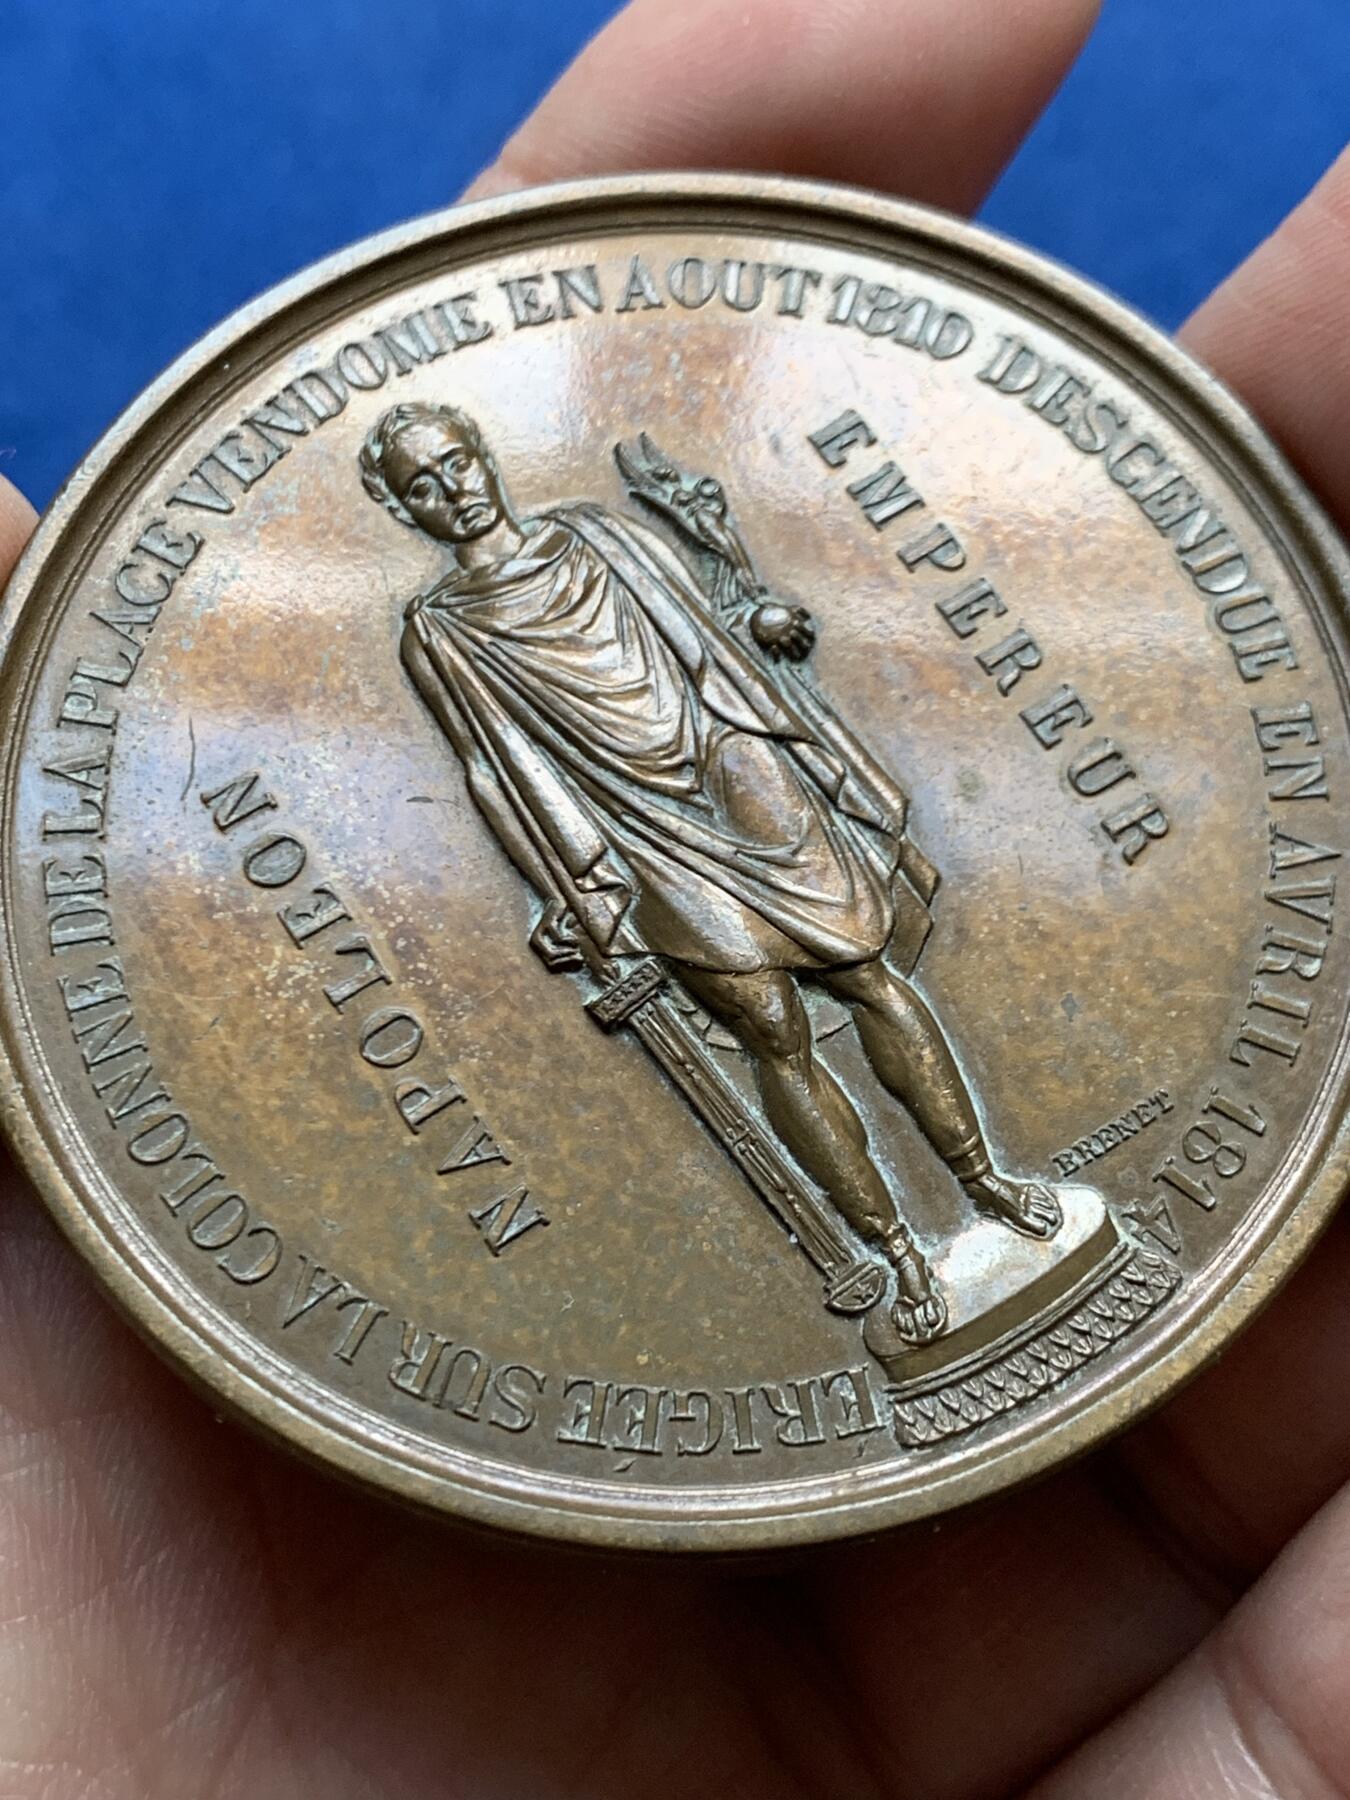 ÉRIGÉE SUR LA COLONNE DE LA PLACE VENDOME EN AOUT 1810 DESCENDUE EN AVRIL 1814
NAPOLEON
EMPEREUR
BRENET